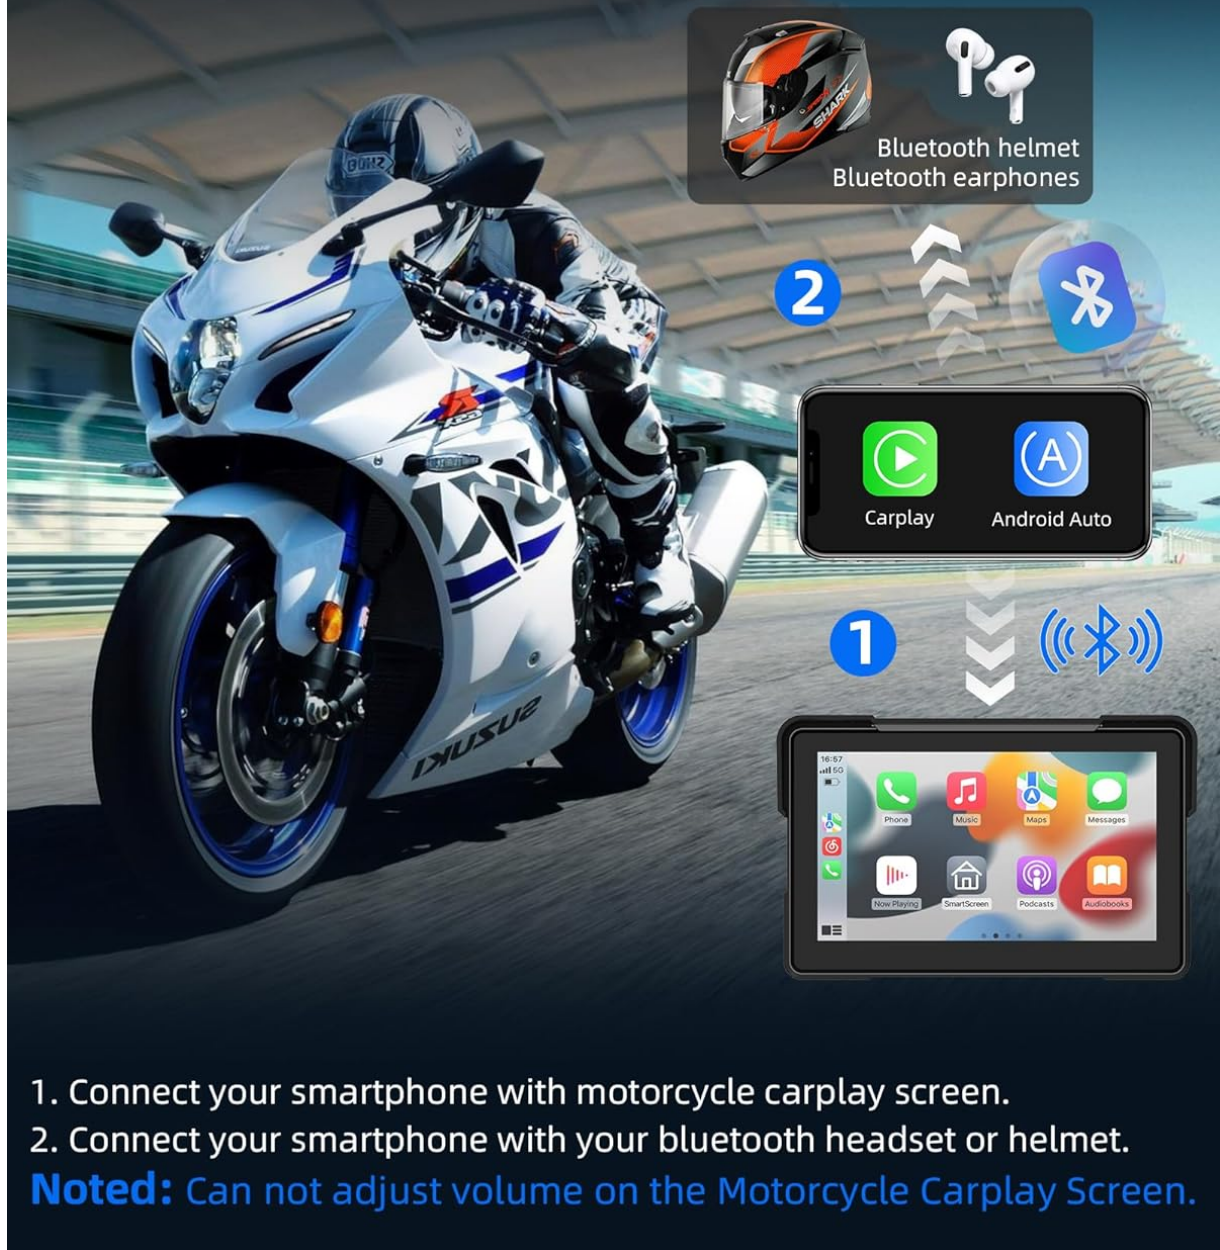 SHARK
Bluetooth helmet
Bluetooth earphones
2
Carplay
Android Auto
1
SUZUKI
16:57
5G
Phone
Music
Maps
Messages
Now Playing
SmartScreen
Podcasts
Audiobooks
1. Connect your smartphone with motorcycle carplay screen.
2. Connect your smartphone with your bluetooth headset or helmet.
Noted: Can not adjust volume on the Motorcycle Carplay Screen.